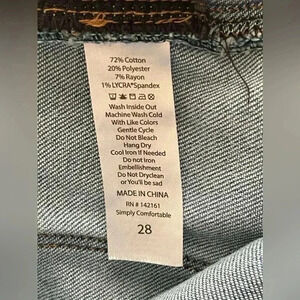 72% Cotton
20% Polyester
7% Rayon
1% LYCRA®Spandex
Wash Inside Out
Machine Wash Cold
With Like Colors
Gentle Cycle
Do Not Bleach
Hang Dry
Cool Iron If Needed
Do not Iron
Embellishment
Do Not Dryclean
or You'll be sad
MADE IN CHINA
RN # 142161
Simply Comfortable
28